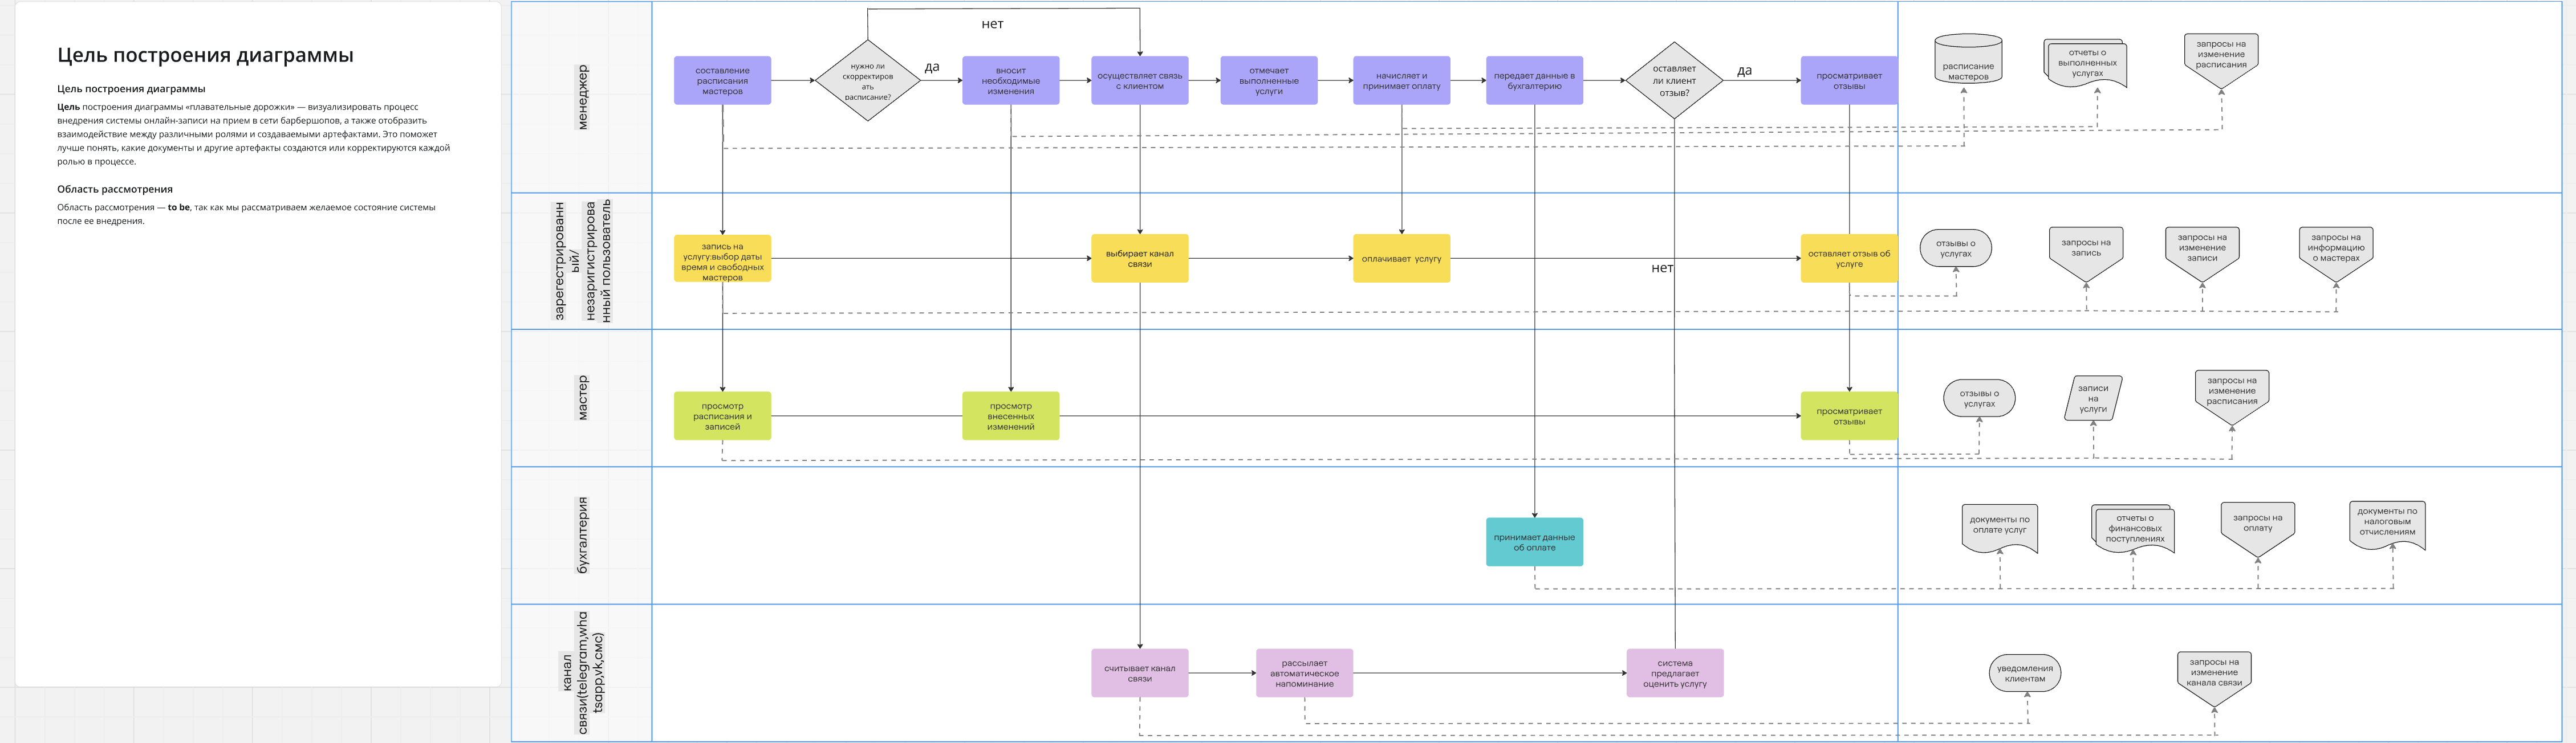 Цель построения диаграммы
Цель построения диаграммы
Цель построения диаграммы «плавательные дорожки» — визуализировать процесс
внедрения системы онлайн-записи на прием в сети барбершопов, а также отобразить
взаимодействие между различными ролями и создаваемыми артефактами. Это поможет
лучше понять, какие документы и другие артефакты создаются или корректируются каждой
ролью в процессе.
Область рассмотрения
Область рассмотрения — to be, так как мы рассматриваем желаемое состояние системы
после ее внедрения.
менеджер
составление
расписания
мастеров
нужно ли
скорректиров
ать
расписание?
нет
да
вносит
необходимые
изменения
осуществляет связь
с клиентом
отмечает
выполненные
услуги
начисляет и
принимает оплату
передает данные в
бухгалтерию
оставляет
ли клиент
отзыв?
да
просматривает
отзывы
расписание
мастеров
отчеты о
выполненных
услугах
запросы на
изменение
расписания
зарегестрированн
ый/
незаригистрирова
нный пользователь
запись на
услугу:выбор даты
время и свободных
мастеров
выбирает канал
связи
оплачивает услугу
нет
оставляет отзыв об
услуге
отзывы о
услугах
запросы на
запись
запросы на
изменение
записи
запросы на
информацию
о мастерах
мастер
просмотр
расписания и
записей
просмотр
внесенных
изменений
просматривает
отзывы
отзывы о
услугах
записи
на
услуги
запросы на
изменение
расписания
бухгалтерия
принимает данные
об оплате
документы по
оплате услуг
отчеты о
финансовых
поступлениях
запросы на
оплату
документы по
налоговым
отчислениям
канал
связи(telegram,wha
tsapp,vk,смс)
считывает канал
связи
рассылает
автоматическое
напоминание
система
предлагает
оценить услугу
уведомления
клиентам
запросы на
изменение
канала связи